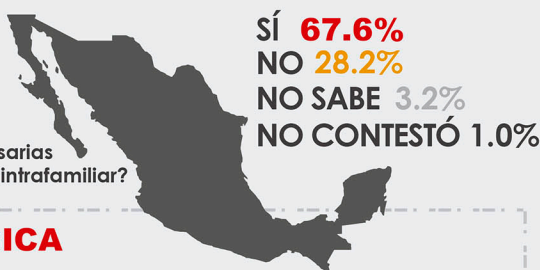 SÍ 67.6%
NO 28.2%
NO SABE 3.2%
NO CONTESTÓ 1.0%
sarias
intrafamiliar?
ICA